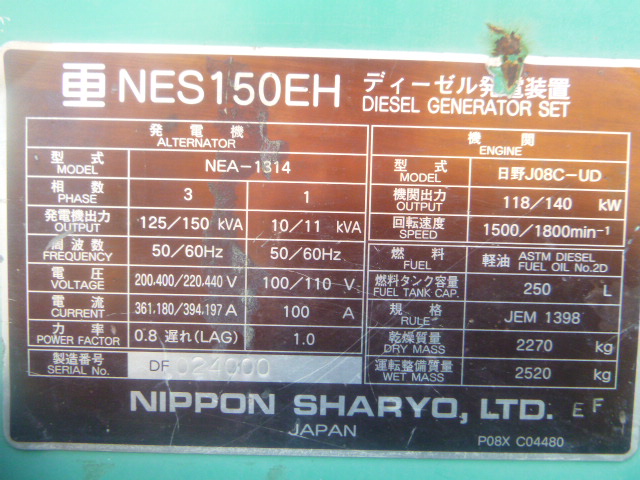 重 NES150EH ディーゼル発電装置
DIESEL GENERATOR SET
発電機
ALTERNATOR
型式 MODEL NEA-1314
相数 PHASE 3 1
発電機出力 OUTPUT 125/150 kVA 10/11 kVA
周波数 FREQUENCY 50/60Hz 50/60Hz
電圧 VOLTAGE 200.400/220.440 V 100/110 V
電流 CURRENT 361.180/394.197 A 100 A
力率 POWER FACTOR 0.8 遅れ(LAG) 1.0
製造番号 SERIAL No. DF 024000
機関
ENGINE
型式 MODEL 日野J08C-UD
機関出力 OUTPUT 118/140 kW
回転速度 SPEED 1500/1800min-1
燃料 FUEL 軽油 ASTM DIESEL FUEL OIL No.2D
燃料タンク容量 FUEL TANK CAP. 250 L
規格 RULE JEM 1398
乾燥質量 DRY MASS 2270 kg
運転整備質量 WET MASS 2520 kg
NIPPON SHARYO, LTD. EF
JAPAN
P08X C04480